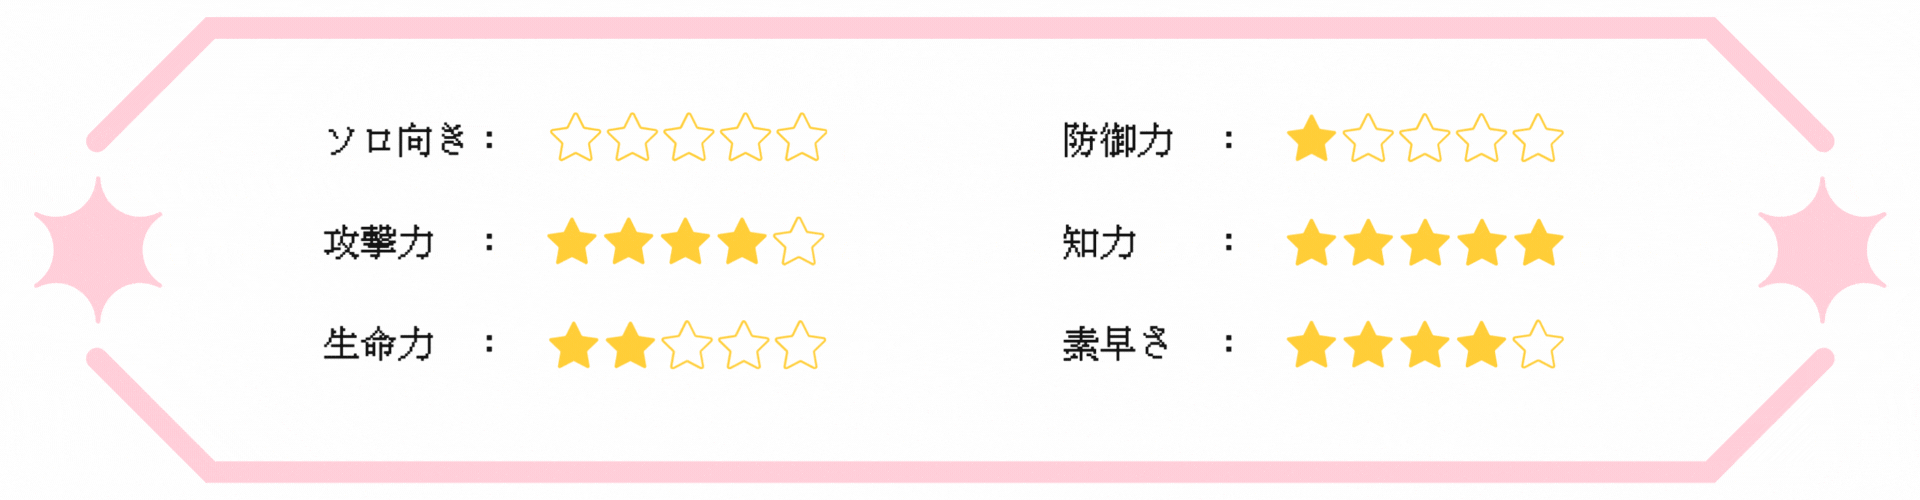 ソロ向き： ☆☆☆☆☆ 防御力 ： ★☆☆☆☆
攻撃力 ： ★★★★☆ 知力 ： ★★★★★
生命力 ： ★★☆☆☆ 素早さ ： ★★★★☆